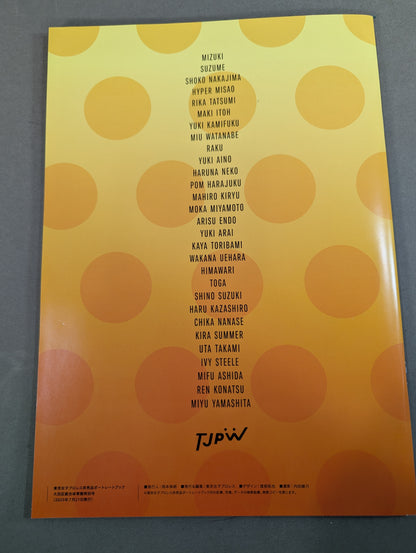 MIZUKI
SUZUME
SHOKO NAKAJIMA
HYPER MISAO
RIKA TATSUMI
MAKI ITOH
YUKI KAMIFUKU
MIU WATANABE
RAKU
YUKI AINO
HARUNA NEKO
POM HARAJUKU
MAHIRO KIRYU
MOKA MIYAMOTO
ARISU ENDO
YUKI ARAI
KAYA TORIBAMI
WAKANA UEHARA
HIMAWARI
TOGA
SHINO SUZUKI
HARU KAZASHIRO
CHIKA NANASE
KIRA SUMMER
UTA TAKAMI
IVY STEELE
MIFU ASHIDA
REN KONATSU
MIYU YAMASHITA
TJPW